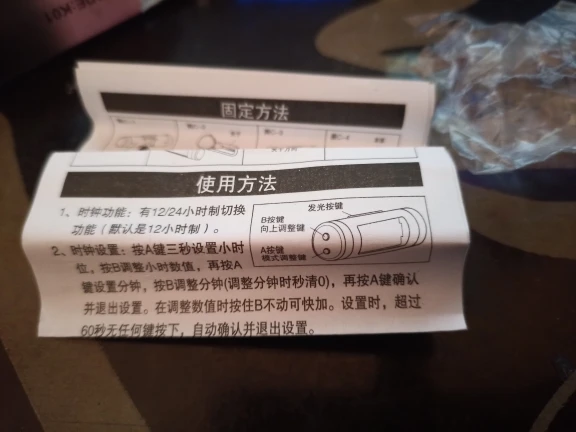 DE:K01
固定方法
使用方法
1、时钟功能：有12/24小时制切换
功能（默认是12小时制）。
2、时钟设置：按A键三秒设置小时
位，按B调整小时数值，再按A
键设置分钟，按B调整分钟(调整分钟时秒清0)，再按A键确认
并退出设置。在调整数值时按住B不动可快加。设置时，超过
60秒无任何键按下，自动确认并退出设置。
发光按键
B按键
向上调整键
A按键
模式调整键